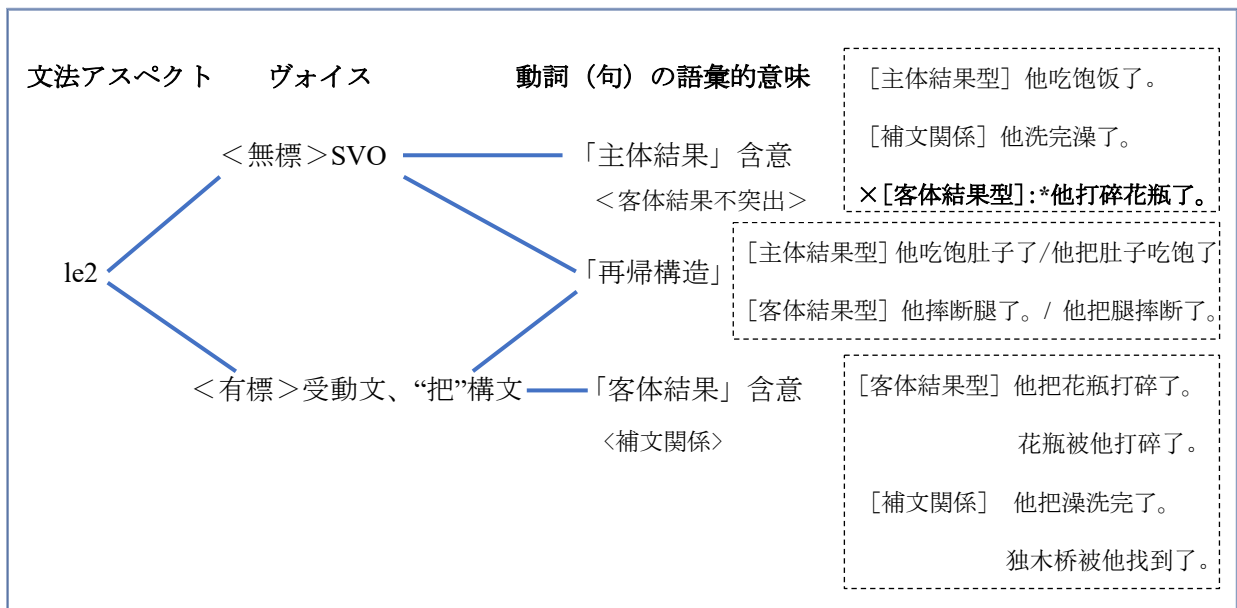 文法アスペクト ヴォイス 動詞（句）の語彙的意味
＜無標＞SVO
「主体結果」含意
＜客体結果不突出＞
［主体結果型］他吃饱饭了。
［補文関係］他洗完澡了。
×［客体結果型］:*他打碎花瓶了。
le2
「再帰構造」
［主体結果型］他吃饱肚子了/他把肚子吃饱了
［客体結果型］他摔断腿了。/ 他把腿摔断了。
＜有標＞受動文、“把”構文
「客体結果」含意
〈補文関係〉
［客体結果型］他把花瓶打碎了。
花瓶被他打碎了。
［補文関係］ 他把澡洗完了。
独木桥被他找到了。